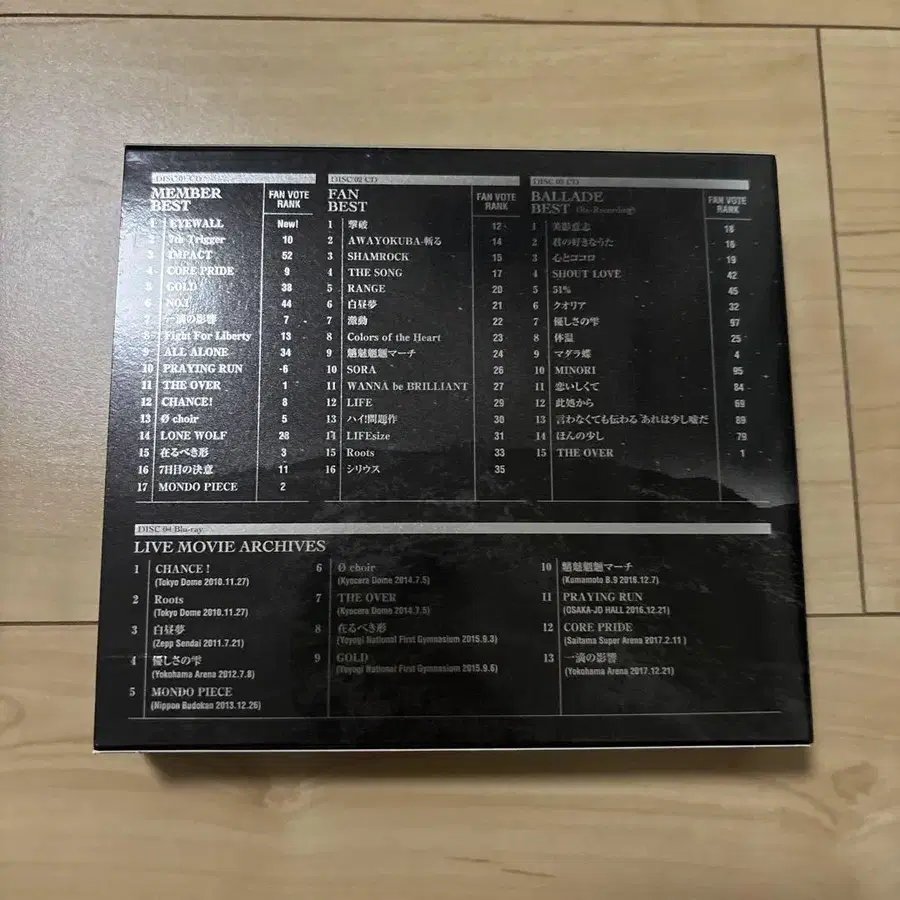 DISC 01 CD
MEMBER BEST
FAN VOTE RANK
1 EYEWALL New!
2 7th Trigger 10
3 IMPACT 52
4 CORE PRIDE 9
5 GOLD 38
6 NO.1 44
7 一滴の影響 7
8 Fight For Liberty 13
9 ALL ALONE 34
10 PRAYING RUN 6
11 THE OVER 1
12 CHANCE! 8
13 Ø choir 5
14 LONE WOLF 28
15 在るべき形 3
16 7日目の決意 11
17 MONDO PIECE 2
DISC 02 CD
FAN BEST
FAN VOTE RANK
1 撃破 12
2 AWAYOKUBA-斬る 14
3 SHAMROCK 15
4 THE SONG 17
5 RANGE 20
6 白昼夢 21
7 激動 22
8 Colors of the Heart 23
9 魑魅魍魎マーチ 24
10 SORA 26
11 WANNA be BRILLIANT 27
12 LIFE 29
13 ハイ!問題作 30
14 LIFEsize 31
15 Roots 33
16 シリウス 35
DISC 03 CD
BALLADE BEST (Re-Recording)
FAN VOTE RANK
1 美影意志 18
2 君の好きなうた 16
3 心とココロ 19
4 SHOUT LOVE 42
5 51% 45
6 クオリア 32
7 優しさの雫 97
8 体温 25
9 マダラ蝶 4
10 MINORI 95
11 恋いしくて 84
12 此処から 69
13 言わなくても伝わる あれは少し嘘だ 89
14 ほんの少し 79
15 THE OVER 1
DISC 04 Blu-ray
LIVE MOVIE ARCHIVES
1 CHANCE!
(Tokyo Dome 2010.11.27)
2 Roots
(Tokyo Dome 2010.11.27)
3 白昼夢
(Zepp Sendai 2011.7.21)
4 優しさの雫
(Yokohama Arena 2012.7.8)
5 MONDO PIECE
(Nippon Budokan 2013.12.26)
6 Ø choir
(Kyocera Dome 2014.7.5)
7 THE OVER
(Kyocera Dome 2014.7.5)
8 在るべき形
(Yoyogi National First Gymnasium 2015.9.3)
9 GOLD
(Yoyogi National First Gymnasium 2015.9.6)
10 魑魅魍魎マーチ
(Kumamoto B.9 2016.12.7)
11 PRAYING RUN
(OSAKA-JO HALL 2016.12.21)
12 CORE PRIDE
(Saitama Super Arena 2017.2.11)
13 一滴の影響
(Yokohama Arena 2017.12.21)